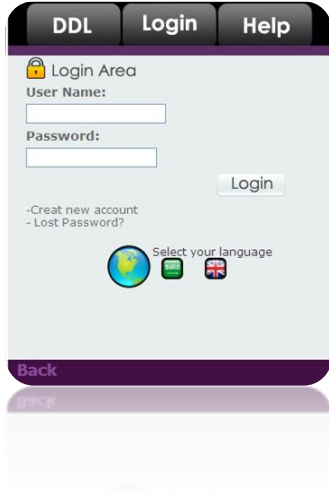 DDL Login Help
Login Area
User Name:
Password:
Login
-Creat new account
- Lost Password?
Select your language
Back